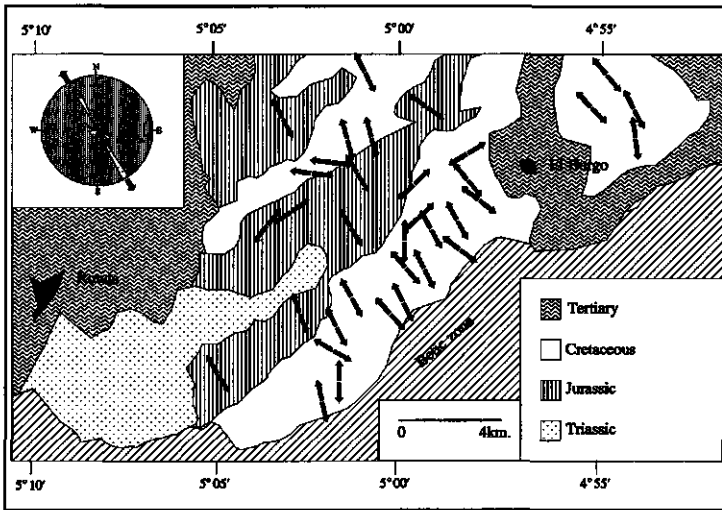 5°10' 5°05' 5°00' 4°55'
N
W E
S
El Burgo
Ronda
Betic zone
Tertiary
Cretaceous
Jurassic
Triassic
0 4km.
5°10' 5°05' 5°00' 4°55'